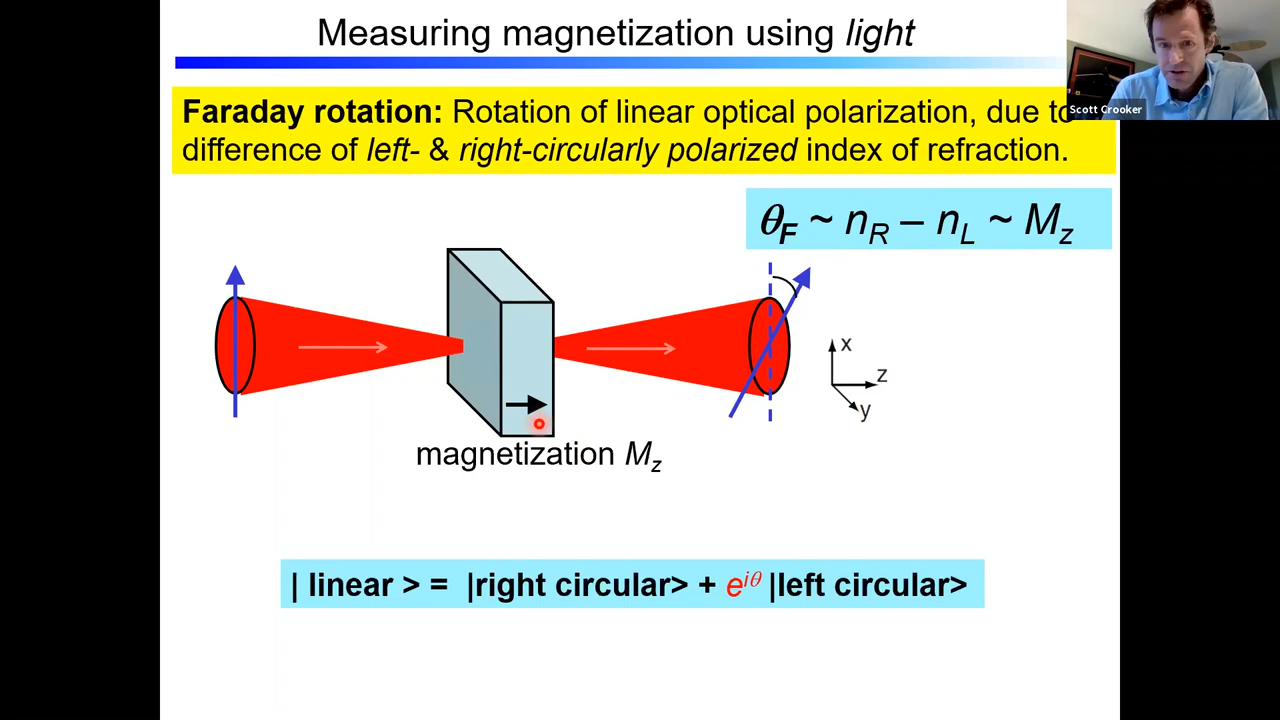 Measuring magnetization using light
Scott Crooker
Faraday rotation: Rotation of linear optical polarization, due to
difference of left- & right-circularly polarized index of refraction.
θF ~ nR – nL ~ Mz
x
z
y
magnetization Mz
| linear > = |right circular> + e^iθ |left circular>